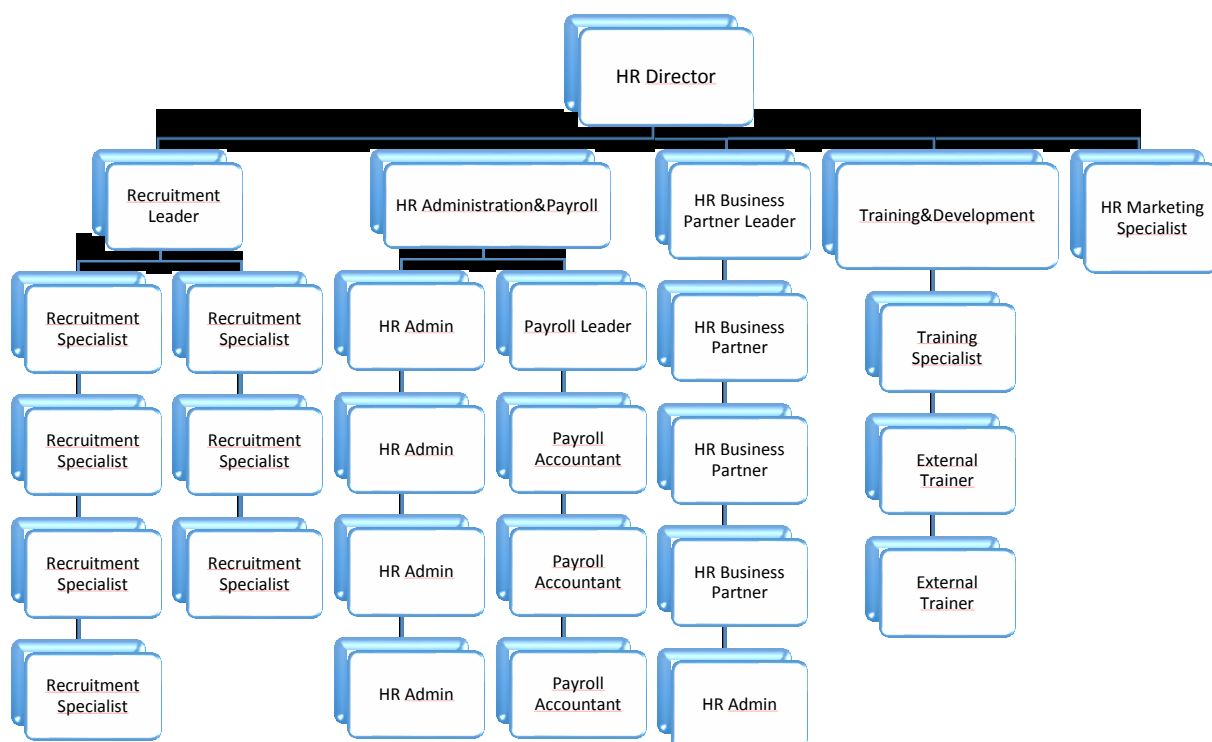 HR Director
Recruitment
Leader
HR Administration&Payroll
HR Business
Partner Leader
Training&Development
HR Marketing
Specialist
Recruitment
Specialist
Recruitment
Specialist
HR Admin
Payroll Leader
HR Business
Partner
Training
Specialist
Recruitment
Specialist
Recruitment
Specialist
HR Admin
Payroll
Accountant
HR Business
Partner
External
Trainer
Recruitment
Specialist
Recruitment
Specialist
HR Admin
Payroll
Accountant
HR Business
Partner
External
Trainer
Recruitment
Specialist
HR Admin
Payroll
Accountant
HR Admin